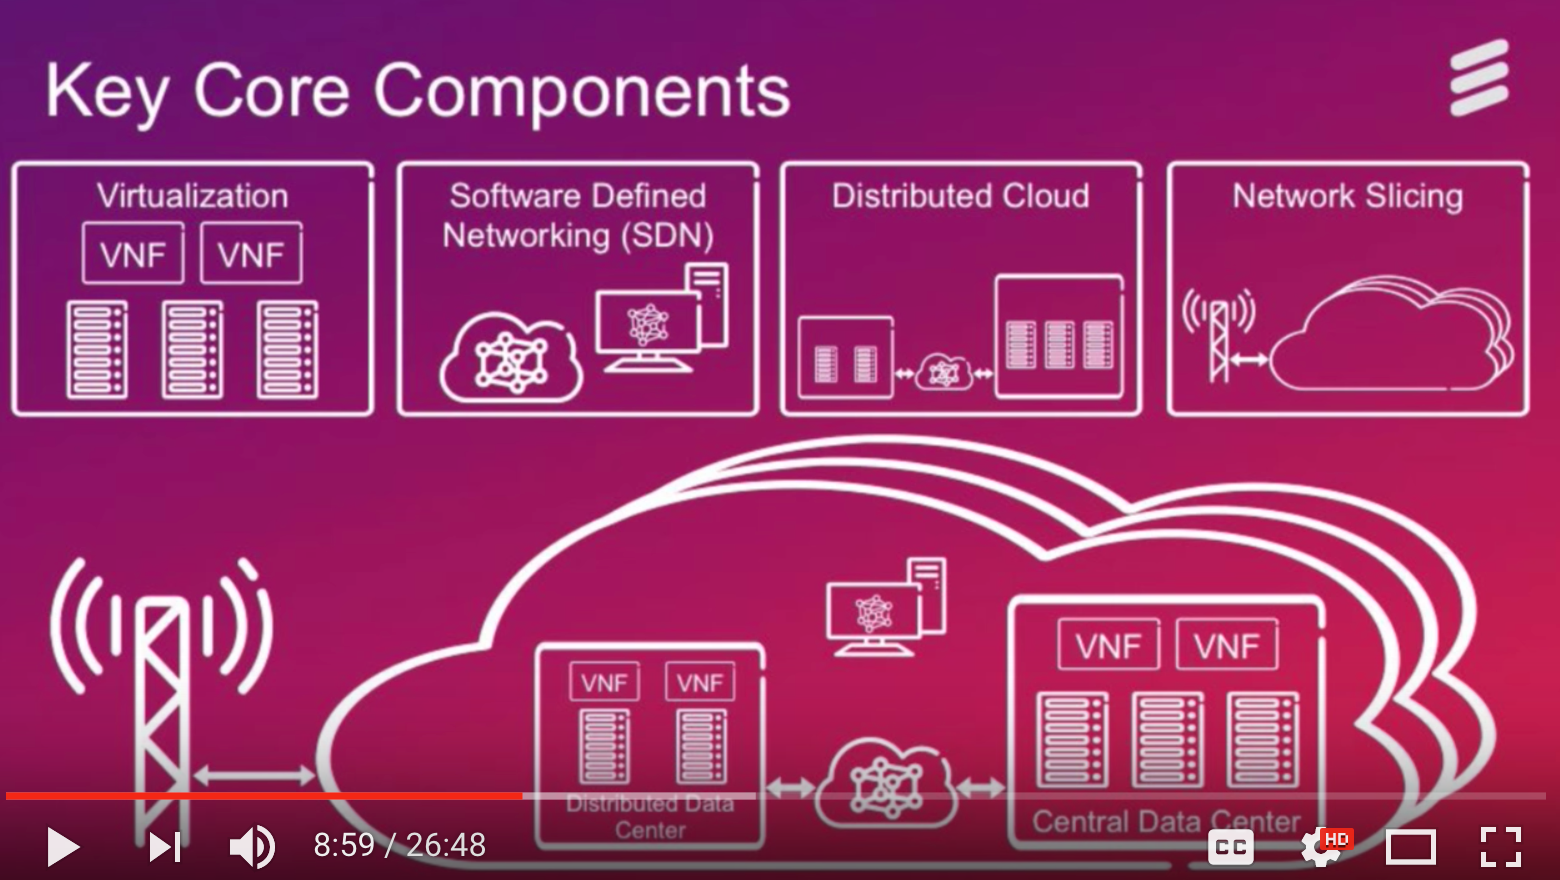 Key Core Components
Virtualization
VNF VNF
Software Defined
Networking (SDN)
Distributed Cloud
Network Slicing
VNF VNF
Distributed Data
Center
VNF VNF
Central Data Center
8:59 / 26:48
CC
HD